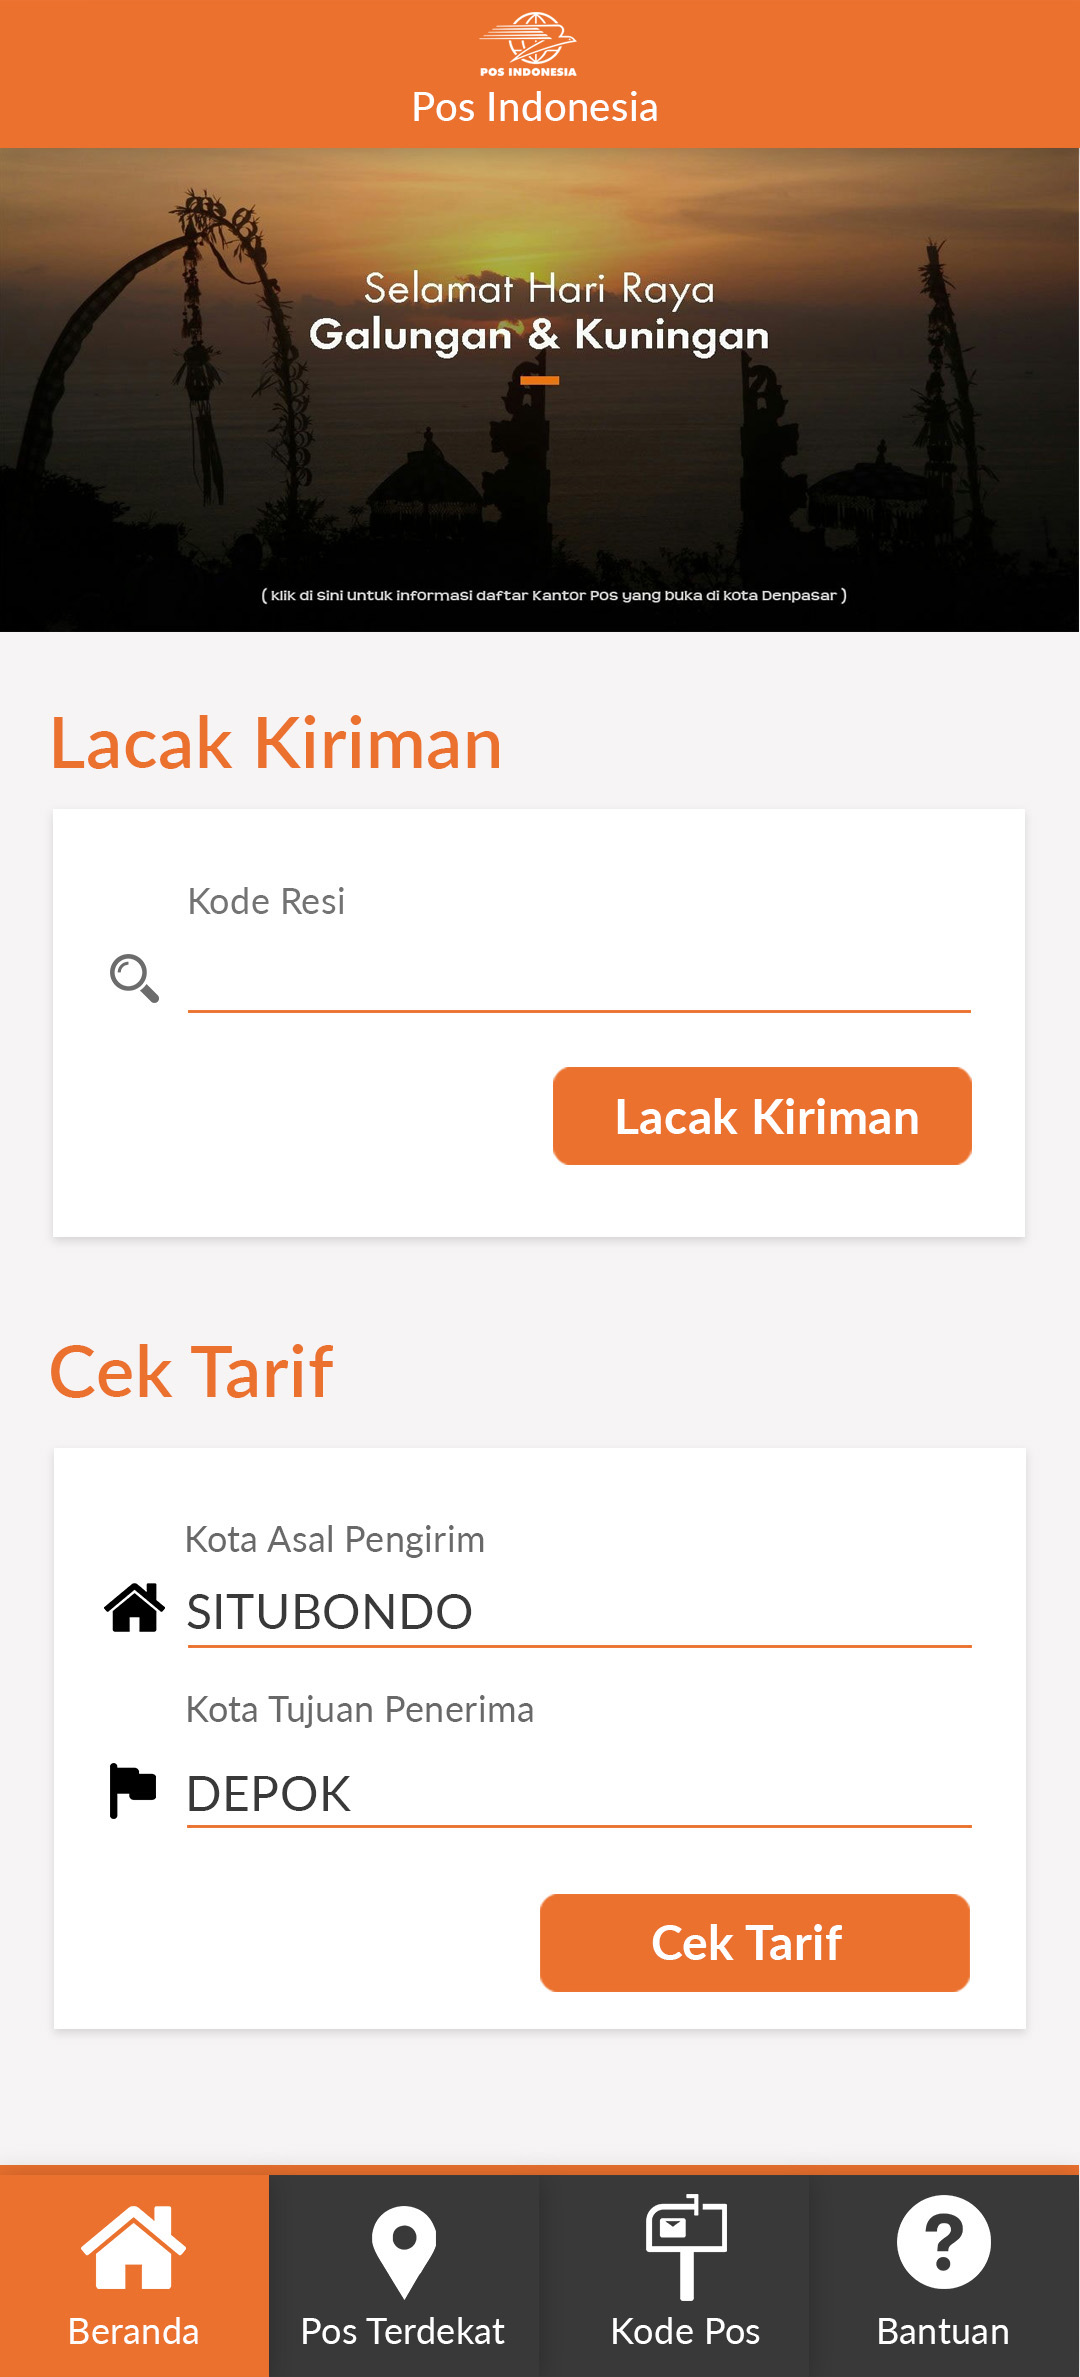 POS INDONESIA
Pos Indonesia
Selamat Hari Raya
Galungan & Kuningan
( klik di sini untuk informasi daftar Kantor Pos yang buka di kota Denpasar )
Lacak Kiriman
Kode Resi
Lacak Kiriman
Cek Tarif
Kota Asal Pengirim
SITUBONDO
Kota Tujuan Penerima
DEPOK
Cek Tarif
Beranda
Pos Terdekat
Kode Pos
Bantuan